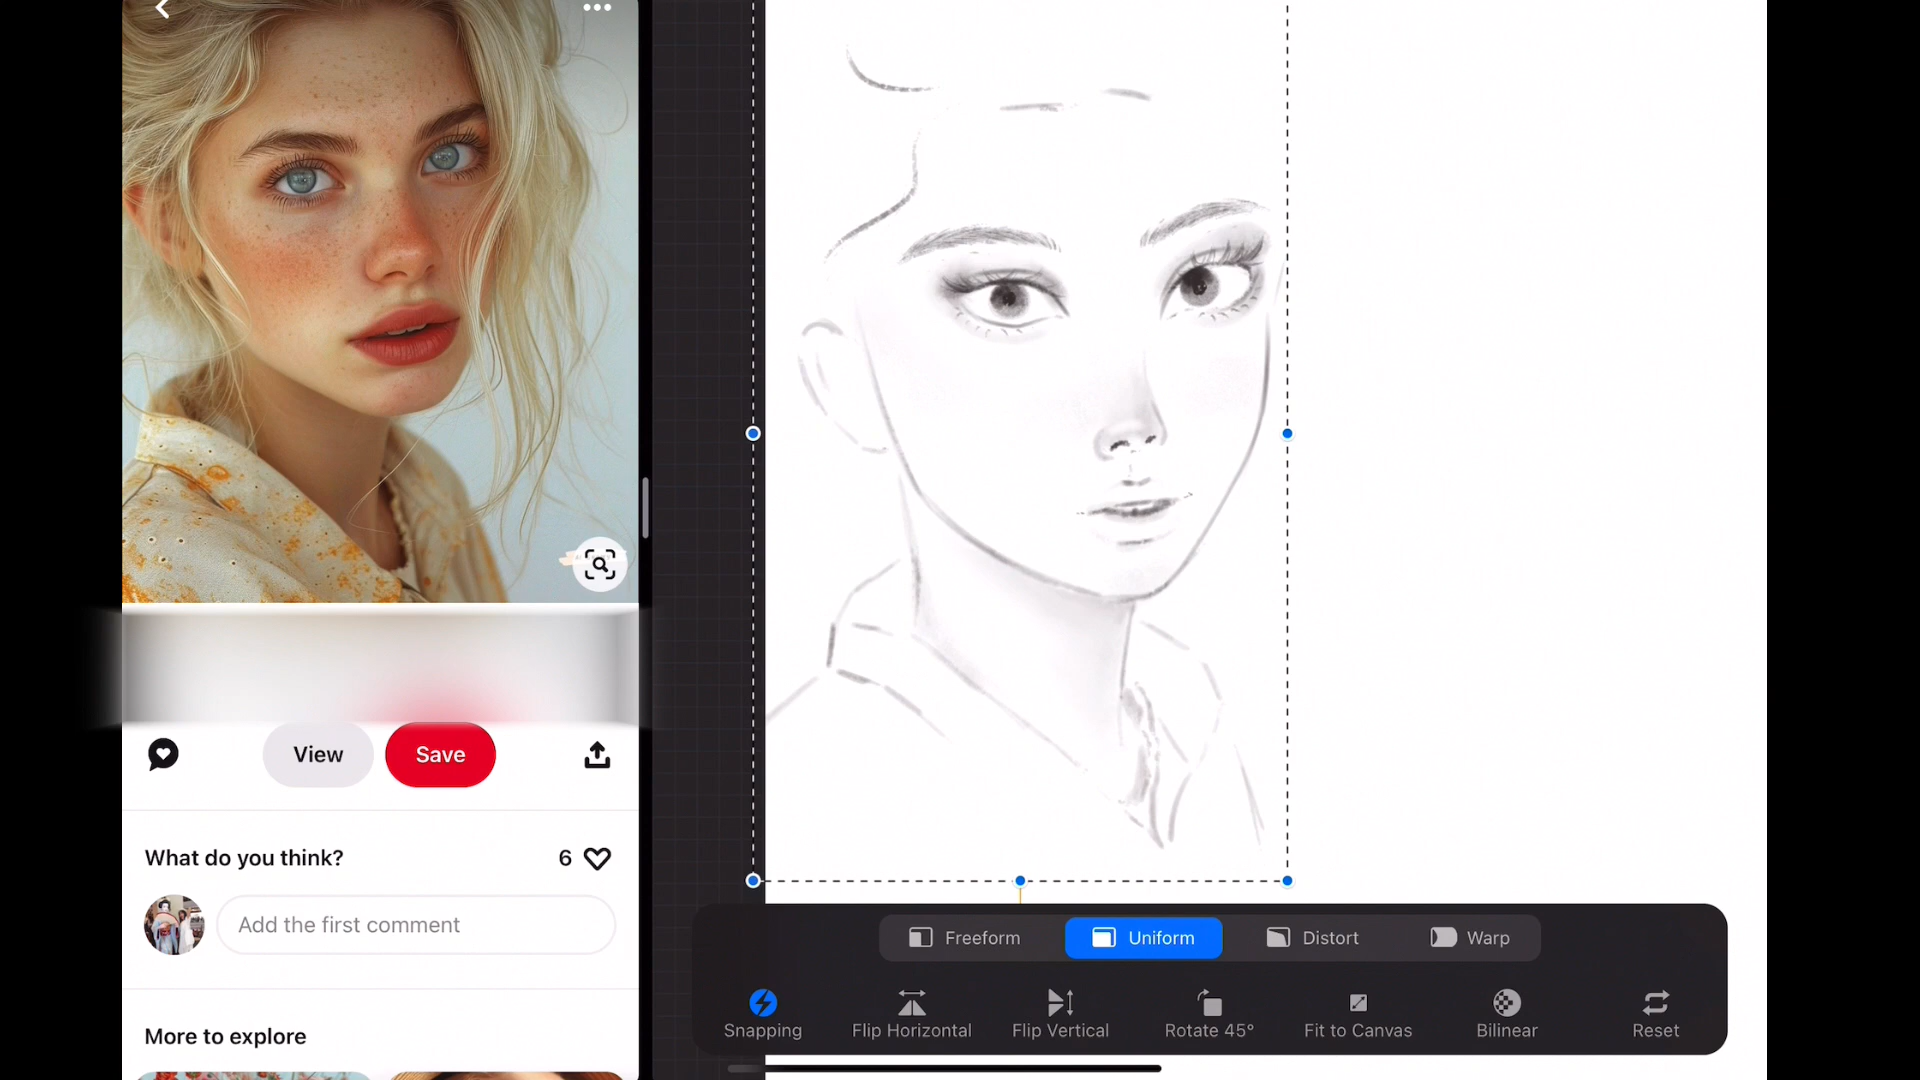 View
Save
What do you think?
6
Add the first comment
More to explore
Freeform
Uniform
Distort
Warp
Snapping
Flip Horizontal
Flip Vertical
Rotate 45°
Fit to Canvas
Bilinear
Reset